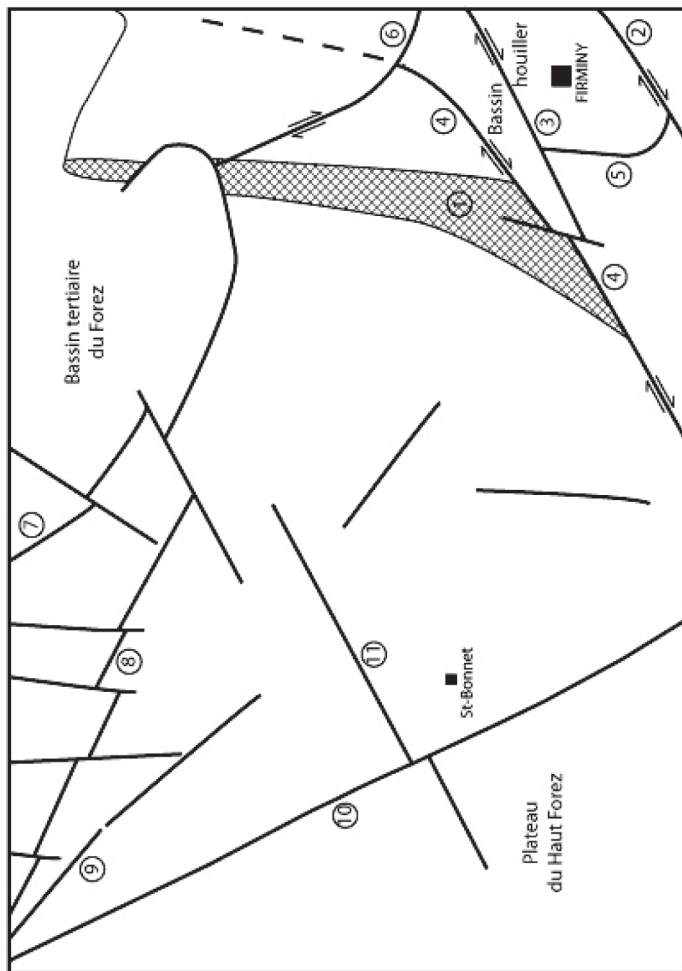 ⑦
Bassin tertiaire
du Forez
⑨
⑧
⑩
⑪
⑥
④
①
St-Bonnet
Bassin houiller
Plateau
du Haut Forez
③
FIRMINY
④
⑤
②